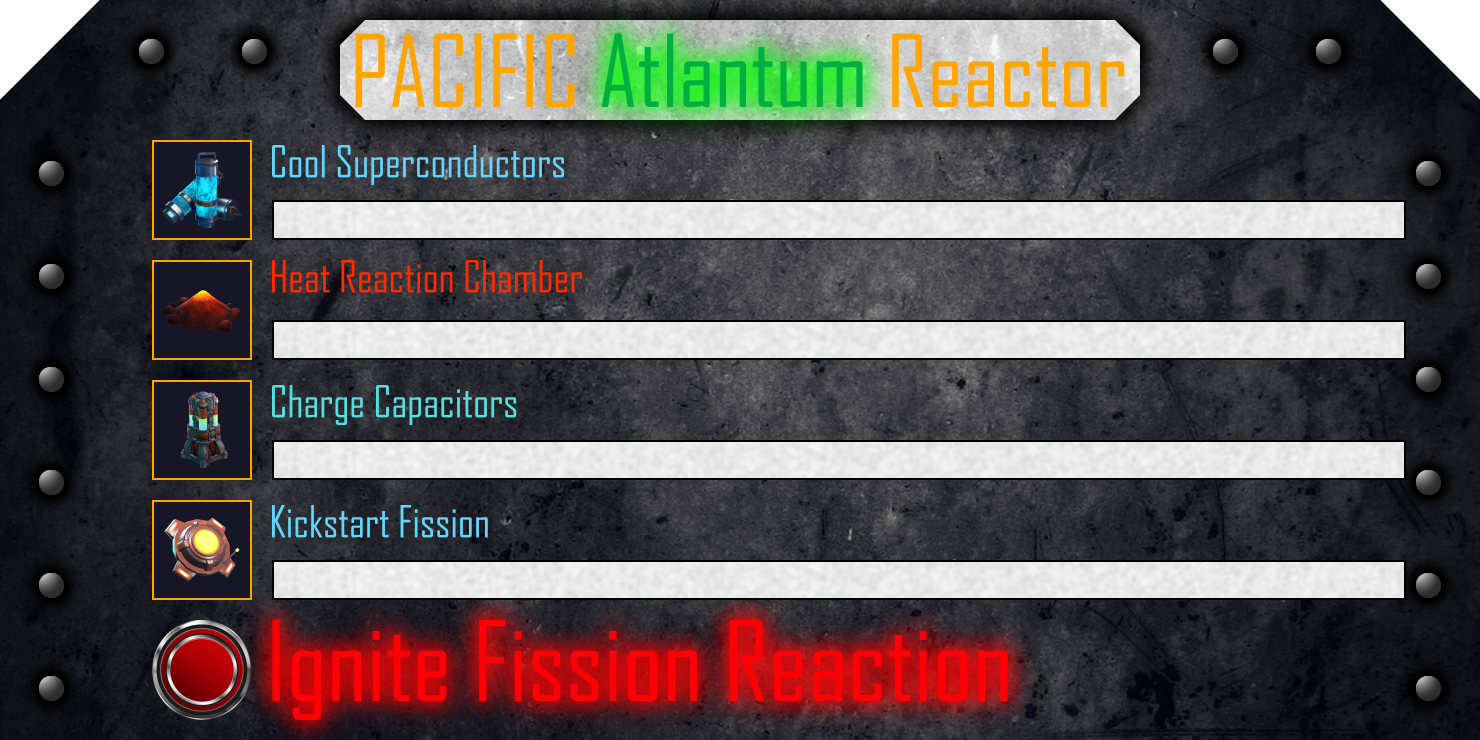 PACIFIC Atlantum Reactor
Cool Superconductors
Heat Reaction Chamber
Charge Capacitors
Kickstart Fission
Ignite Fission Reaction